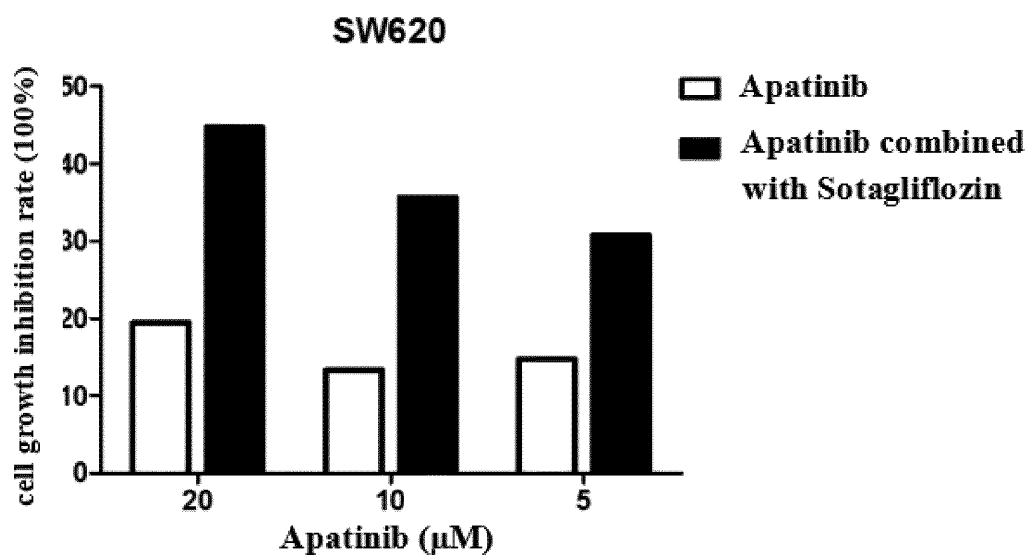 SW620
cell growth inhibition rate (100%)
50
40
30
20
10
0
20
10
5
Apatinib (μM)
Apatinib
Apatinib combined
with Sotagliflozin